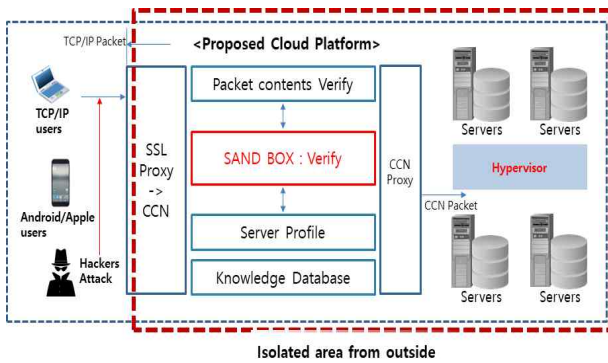 TCP/IP Packet
<Proposed Cloud Platform>
TCP/IP
users
Android/Apple
users
Hackers
Attack
SSL
Proxy
->
CCN
Packet contents Verify
SAND BOX : Verify
Server Profile
Knowledge Database
CCN
Proxy
CCN Packet
Servers
Servers
Hypervisor
Servers
Servers
Isolated area from outside